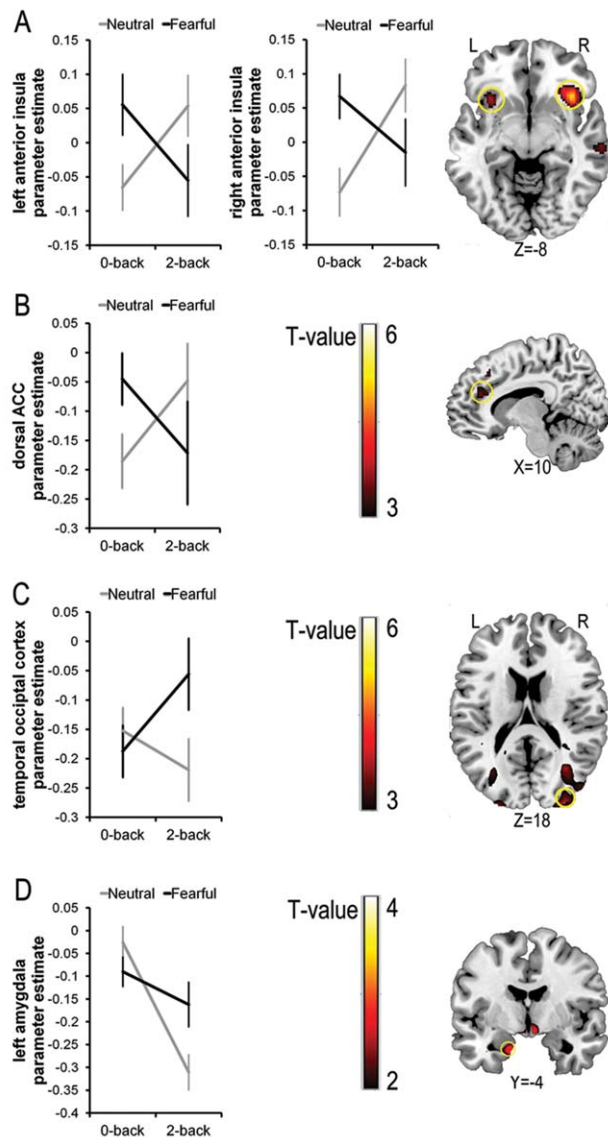 A
Neutral Fearful
left anterior insula
parameter estimate
0.15
0.1
0.05
0
-0.05
-0.1
-0.15
0-back 2-back
Neutral Fearful
right anterior insula
parameter estimate
0.15
0.1
0.05
0
-0.05
-0.1
-0.15
0-back 2-back
L R
Z=-8
B
Neutral Fearful
dorsal ACC
parameter estimate
0.05
0
-0.05
-0.1
-0.15
-0.2
-0.25
-0.3
0-back 2-back
T-value
6
3
X=10
C
Neutral Fearful
temporal occiptal cortex
parameter estimate
0.05
0
-0.05
-0.1
-0.15
-0.2
-0.25
-0.3
0-back 2-back
T-value
6
3
L R
Z=18
D
Neutral Fearful
left amygdala
parameter estimate
0.05
0
-0.05
-0.1
-0.15
-0.2
-0.25
-0.3
-0.35
-0.4
0-back 2-back
T-value
4
2
Y=-4